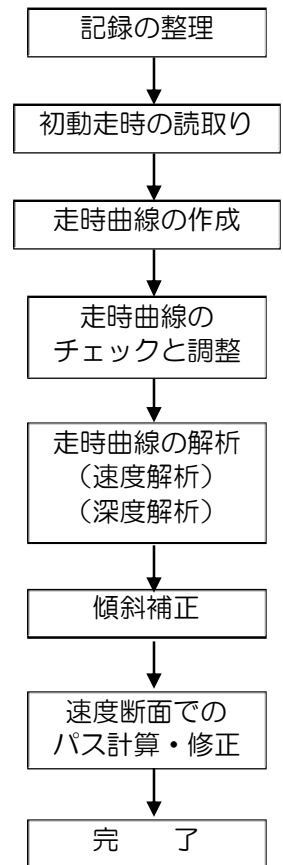 記録の整理
初動走時の読取り
走時曲線の作成
走時曲線の
チェックと調整
走時曲線の解析
（速度解析）
（深度解析）
傾斜補正
速度断面での
パス計算・修正
完　　了